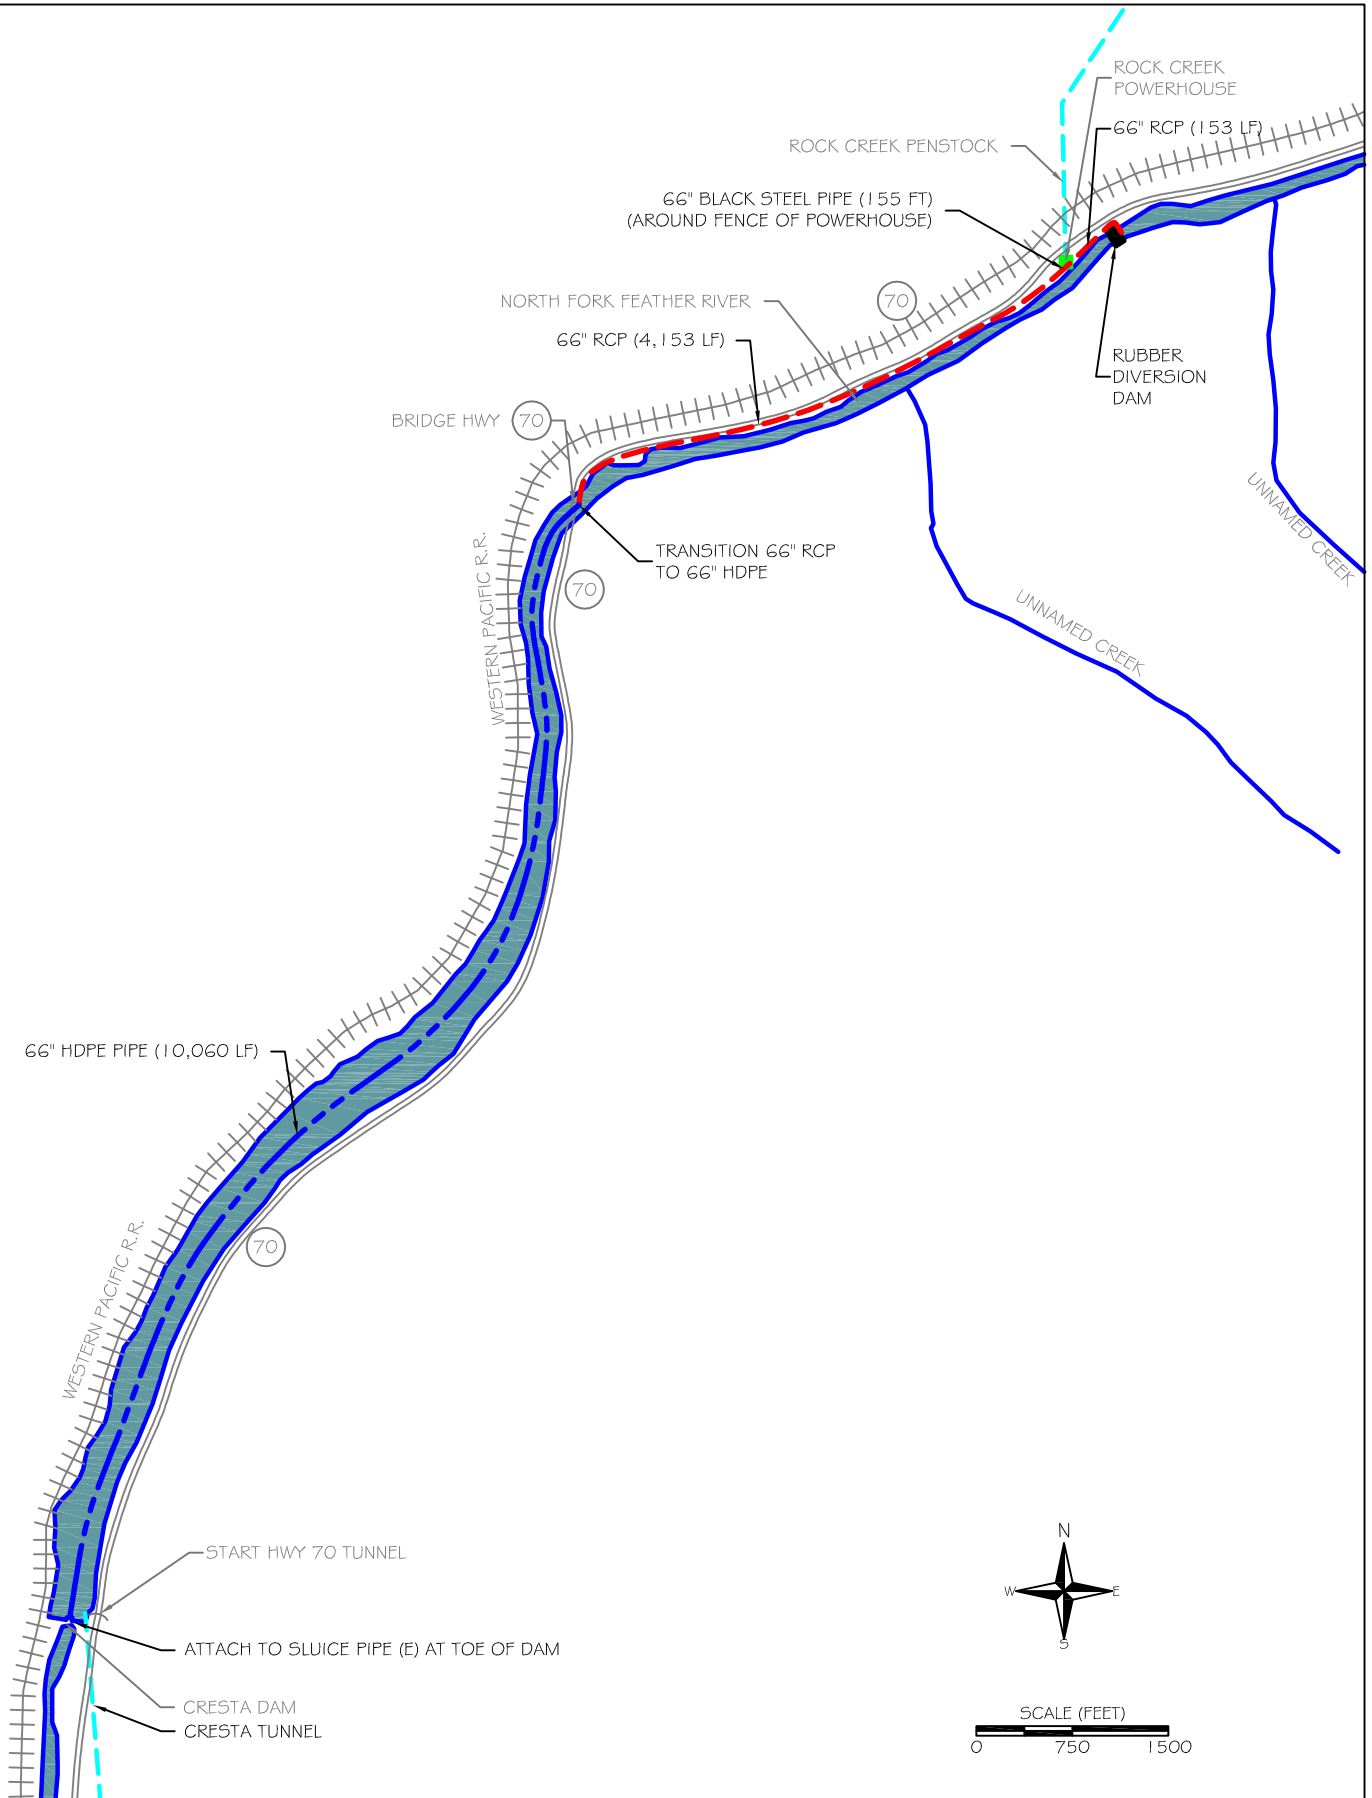 ROCK CREEK
POWERHOUSE
66" RCP (153 LF)
ROCK CREEK PENSTOCK
66" BLACK STEEL PIPE (155 FT)
(AROUND FENCE OF POWERHOUSE)
NORTH FORK FEATHER RIVER
70
66" RCP (4,153 LF)
RUBBER
DIVERSION
DAM
BRIDGE HWY 70
UNNAMED CREEK
WESTERN PACIFIC R.R.
TRANSITION 66" RCP
TO 66" HDPE
70
UNNAMED CREEK
66" HDPE PIPE (10,060 LF)
70
WESTERN PACIFIC R.R.
START HWY 70 TUNNEL
N
W E
S
ATTACH TO SLUICE PIPE (E) AT TOE OF DAM
CRESTA DAM
CRESTA TUNNEL
SCALE (FEET)
0 750 1500